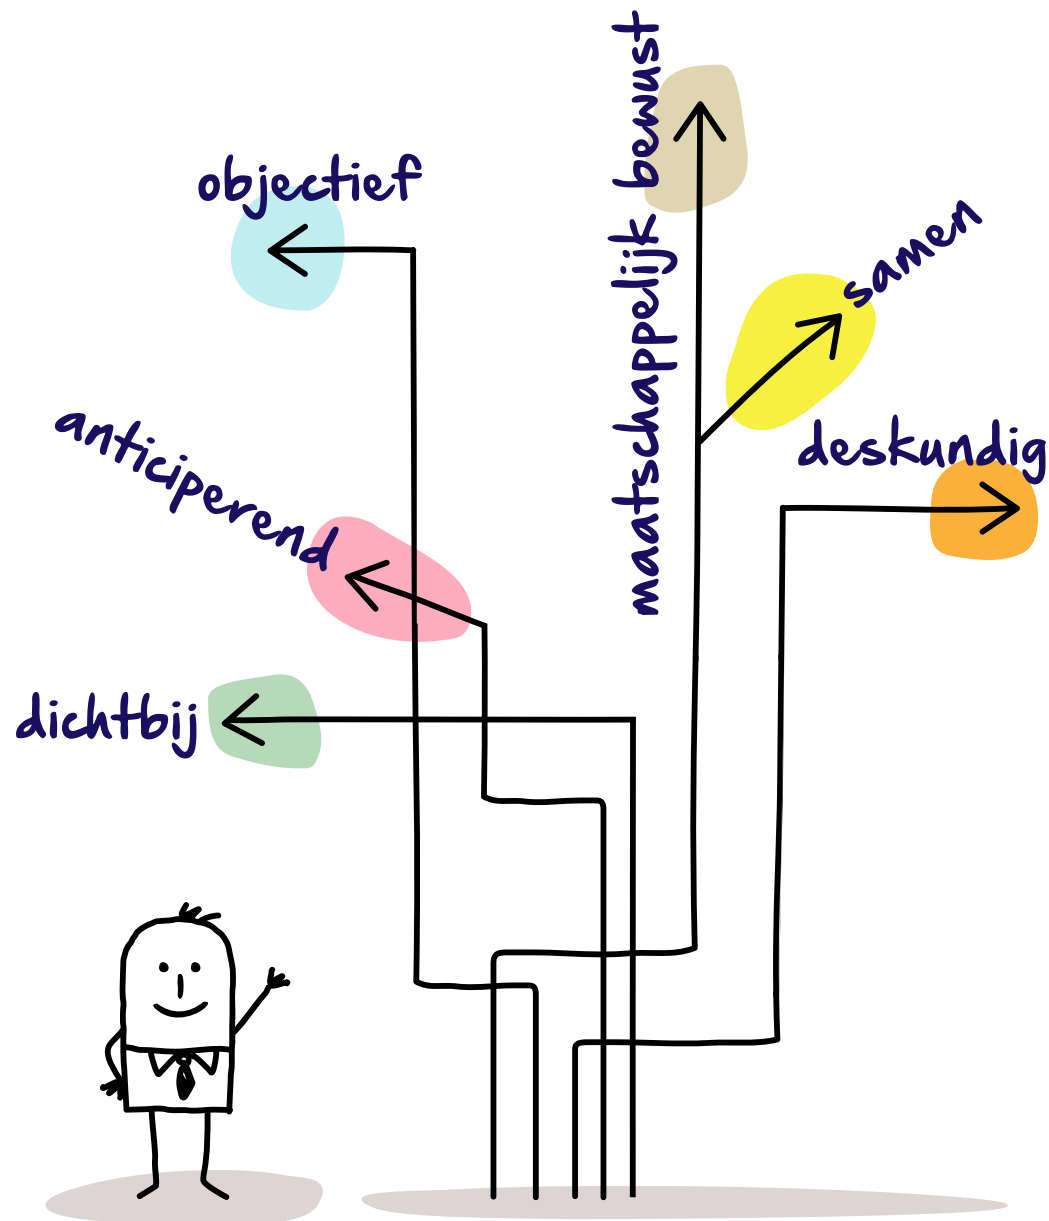 maatschappelijk bewust
objectief
samen
anticiperend
deskundig
dichtbij